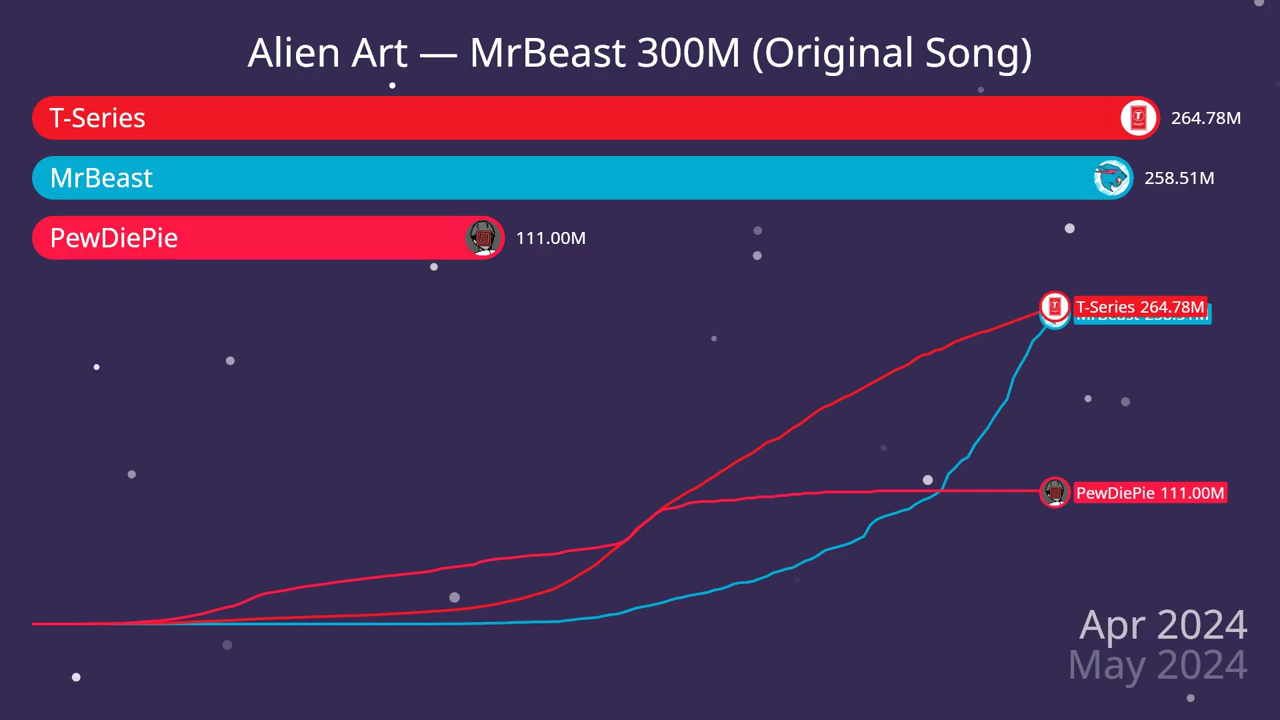 Alien Art — MrBeast 300M (Original Song)
T-Series
264.78M
MrBeast
258.51M
PewDiePie
111.00M
T-Series 264.78M
PewDiePie 111.00M
Apr 2024
May 2024